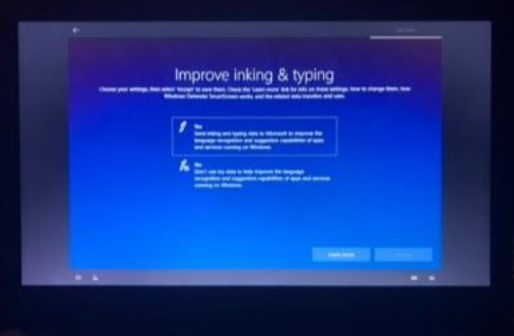 Improve inking & typing
Choose your settings, then select 'Accept' to save them. Check the 'Learn more' link for info on these settings, how to change them, how
Windows Defender SmartScreen works, and the related data transfers and uses.
Yes
Send inking and typing data to Microsoft to improve the
language recognition and suggestion capabilities of apps
and services running on Windows.
No
Don't use my data to help improve the language
recognition and suggestion capabilities of apps and services
running on Windows.
Learn more